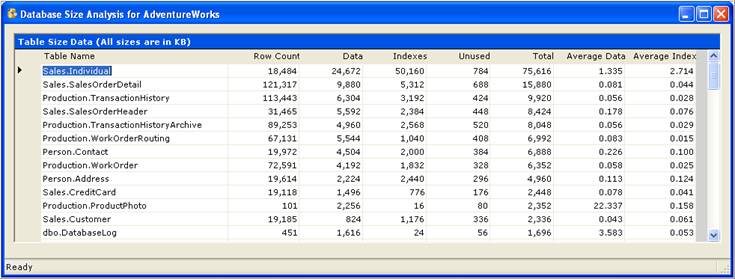 Database Size Analysis for AdventureWorks
Table Size Data (All sizes are in KB)
Table Name Row Count Data Indexes Unused Total Average Data Average Index
Sales.Individual 18,484 24,672 50,160 784 75,616 1.335 2.714
Sales.SalesOrderDetail 121,317 9,880 5,312 688 15,880 0.081 0.044
Production.TransactionHistory 113,443 6,304 3,192 424 9,920 0.056 0.028
Sales.SalesOrderHeader 31,465 5,592 2,384 448 8,424 0.178 0.076
Production.TransactionHistoryArchive 89,253 4,960 2,568 520 8,048 0.056 0.029
Production.WorkOrderRouting 67,131 5,544 1,040 408 6,992 0.083 0.015
Person.Contact 19,972 4,504 2,000 384 6,888 0.226 0.100
Production.WorkOrder 72,591 4,192 1,832 328 6,352 0.058 0.025
Person.Address 19,614 2,224 2,440 296 4,960 0.113 0.124
Sales.CreditCard 19,118 1,496 776 176 2,448 0.078 0.041
Production.ProductPhoto 101 2,256 16 80 2,352 22.337 0.158
Sales.Customer 19,185 824 1,176 336 2,336 0.043 0.061
dbo.DatabaseLog 451 1,616 24 56 1,696 3.583 0.053
Ready